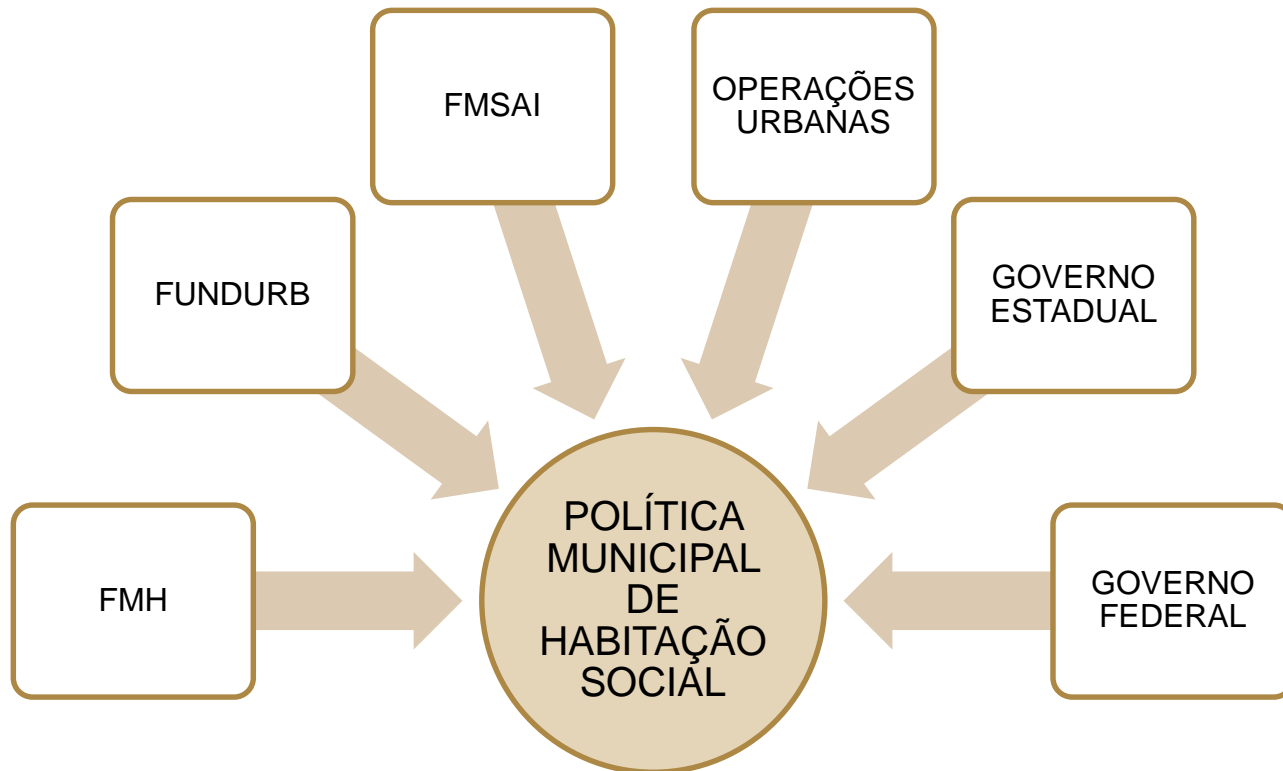 FMSAI
OPERAÇÕES
URBANAS
FUNDURB
GOVERNO
ESTADUAL
FMH
POLÍTICA
MUNICIPAL
DE
HABITAÇÃO
SOCIAL
GOVERNO
FEDERAL